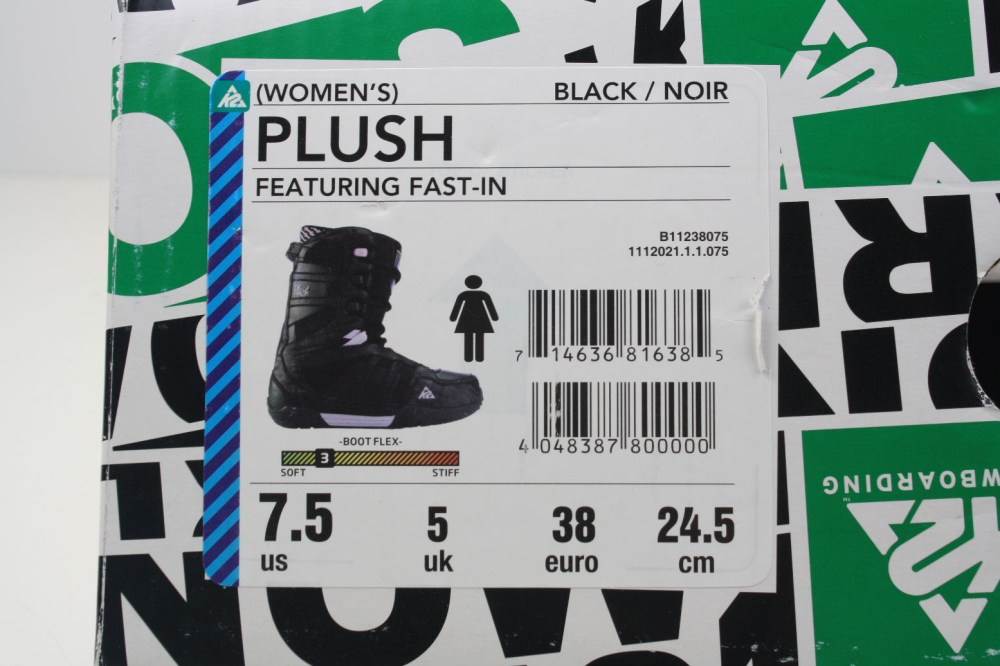 K2
(WOMEN'S) BLACK / NOIR
PLUSH
FEATURING FAST-IN
B11238075
1112021.1.1.075
7 14636 81638 5
4 048387 800000
-BOOT FLEX-
3
SOFT STIFF
7.5 5 38 24.5
us uk euro cm